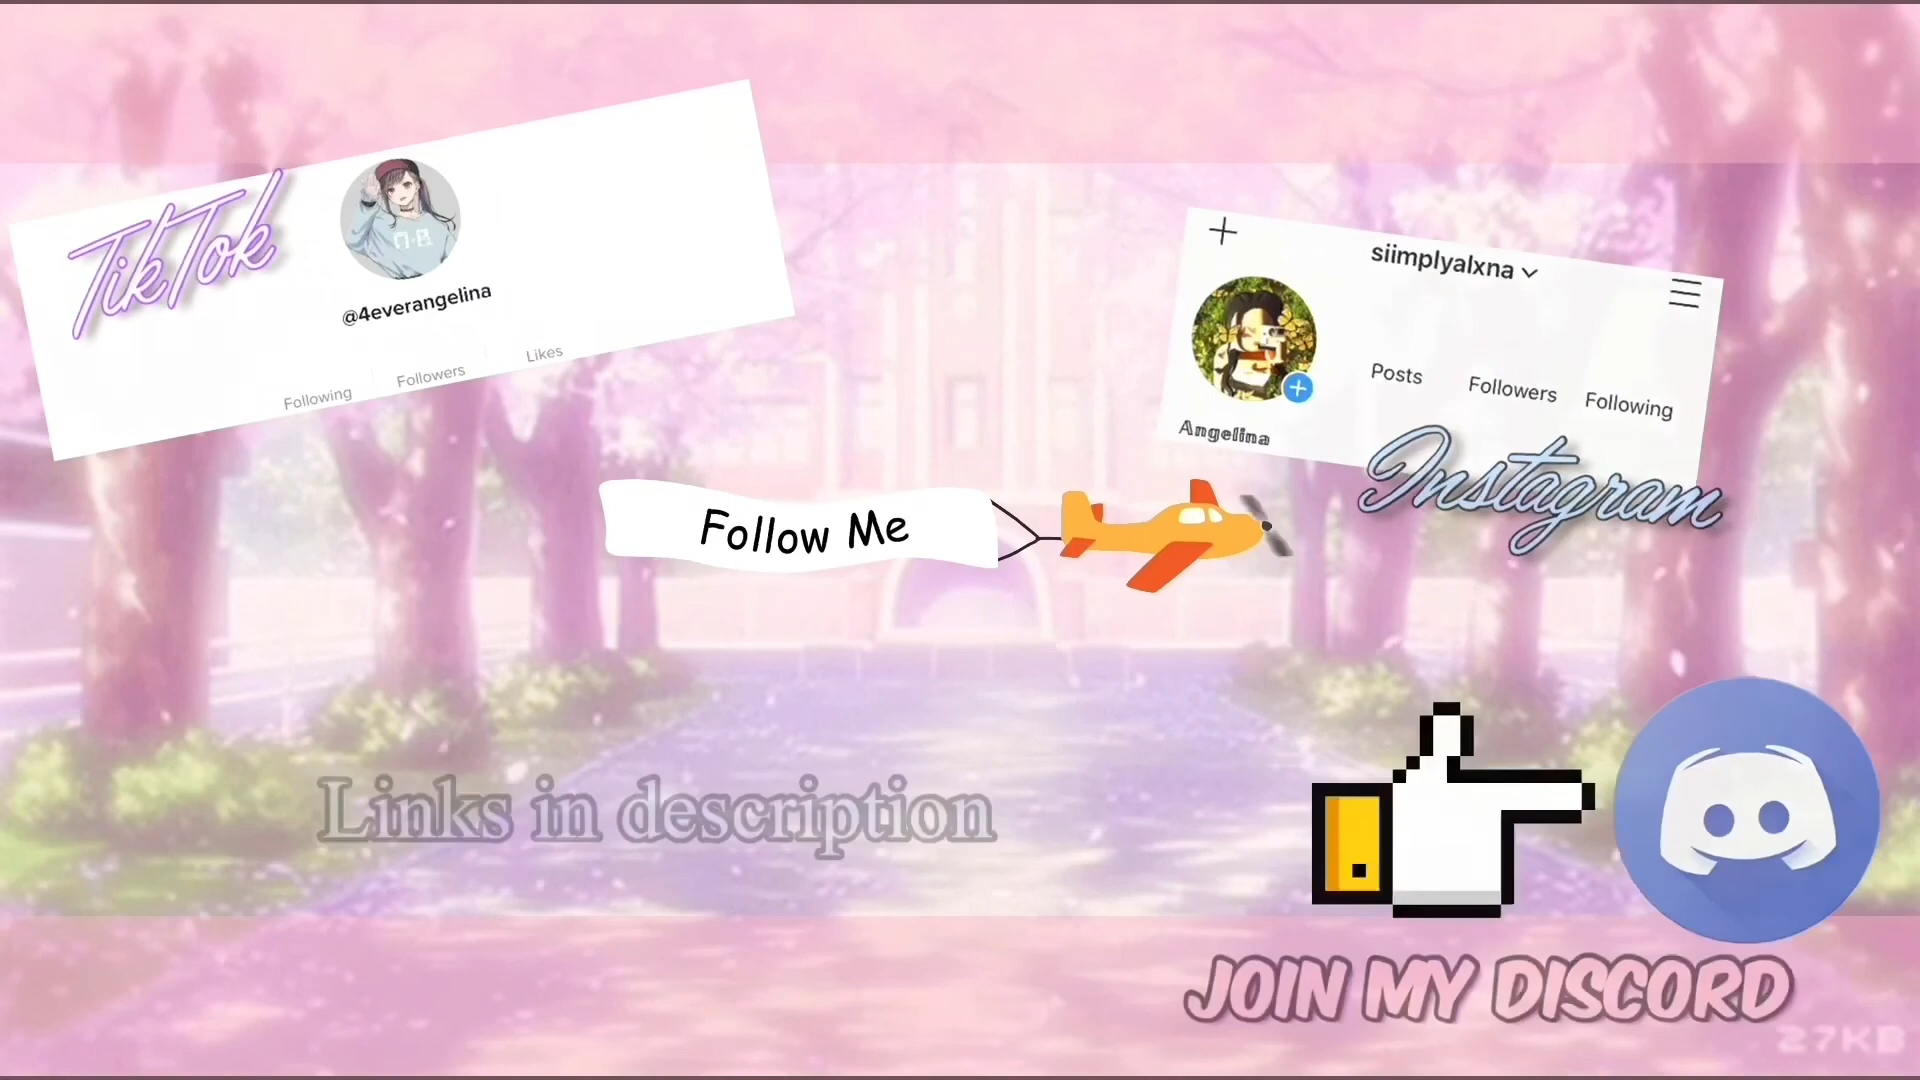 TikTok
@4everangelina
Following Followers Likes
siimplyalxna
Posts Followers Following
Angelina
Instagram
Follow Me
Links in description
JOIN MY DISCORD
27KB